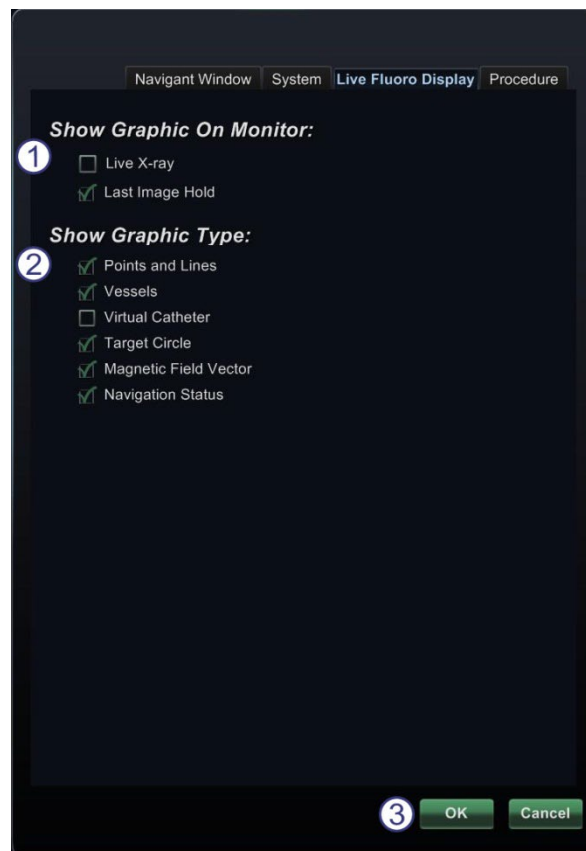 Navigant Window System Live Fluoro Display Procedure
Show Graphic On Monitor:
1
Live X-ray
Last Image Hold
Show Graphic Type:
2
Points and Lines
Vessels
Virtual Catheter
Target Circle
Magnetic Field Vector
Navigation Status
3 OK Cancel